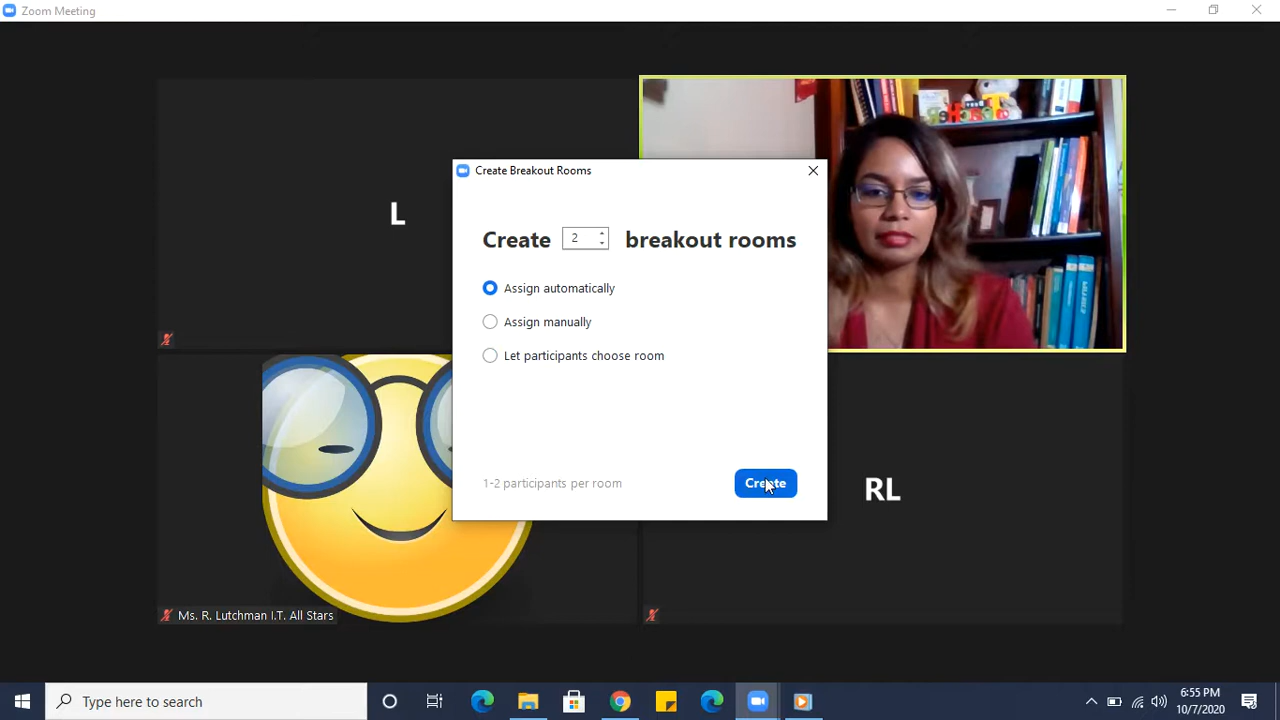 Zoom Meeting
L
Create Breakout Rooms
Create 2 breakout rooms
Assign automatically
Assign manually
Let participants choose room
1-2 participants per room
Create
RL
Ms. R. Lutchman I.T. All Stars
Type here to search
6:55 PM
10/7/2020